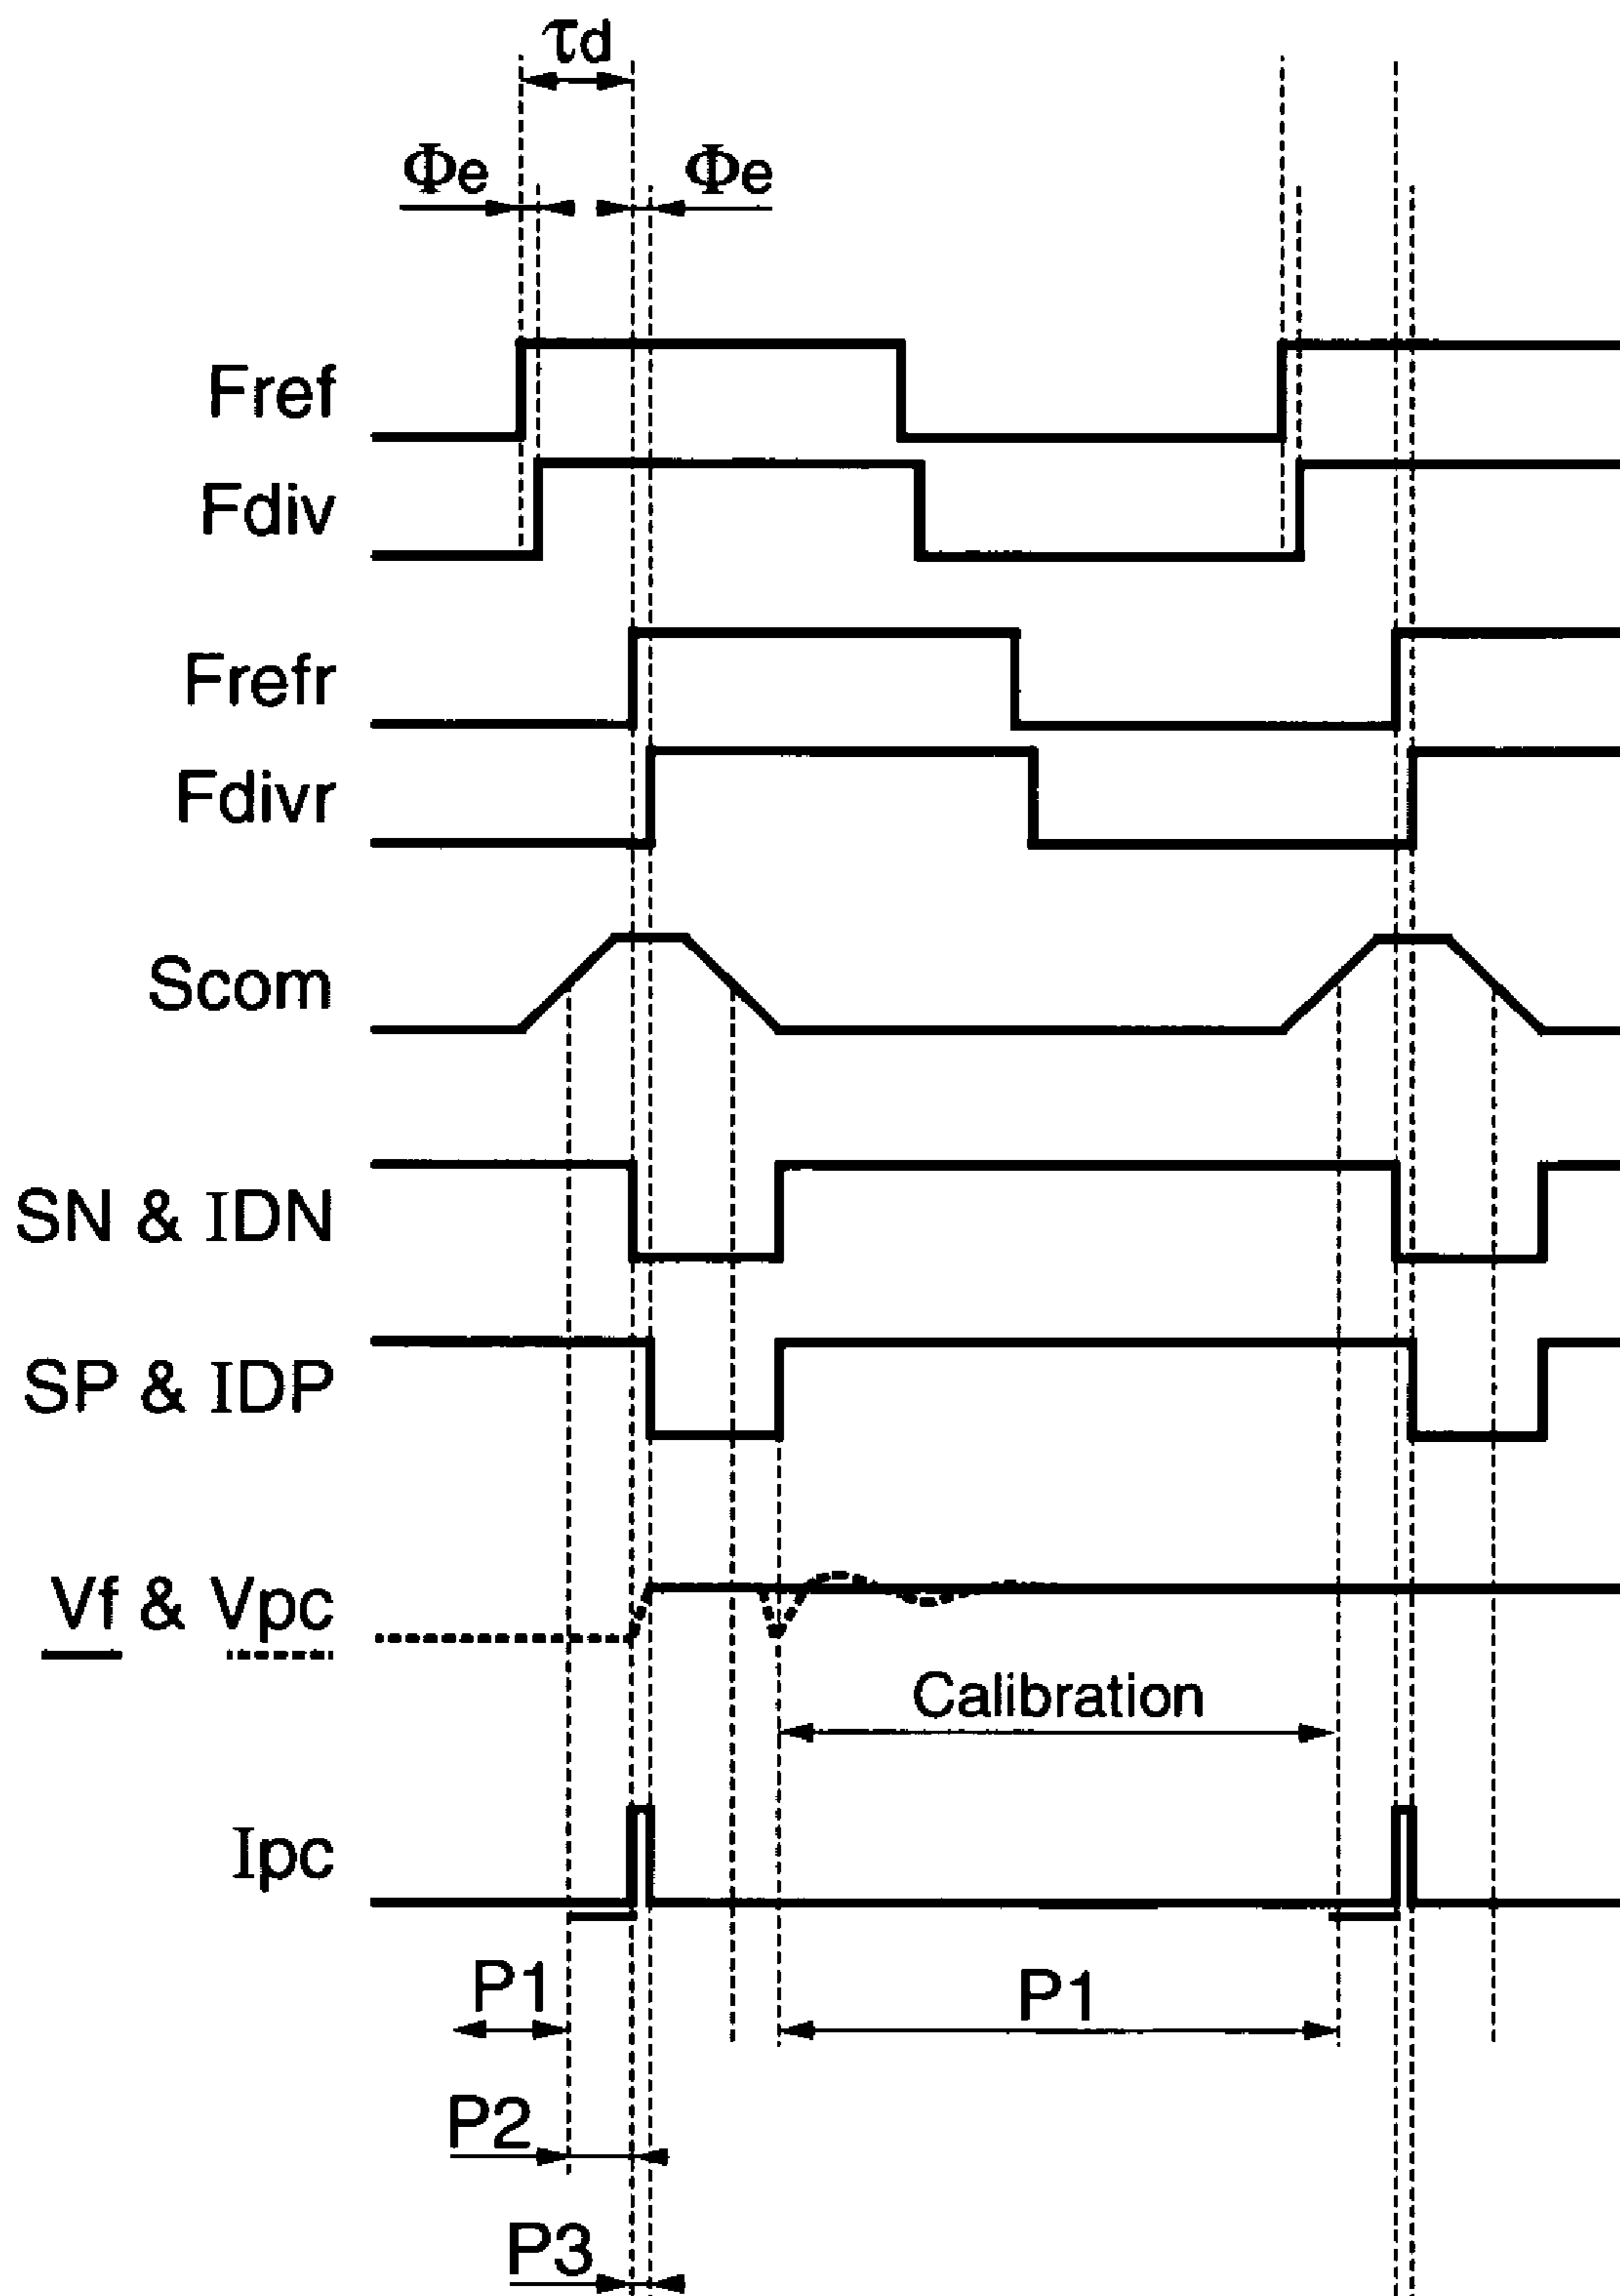 τd
Φe
Φe
Fref
Fdiv
Frefr
Fdivr
Scom
SN & IDN
SP & IDP
Vf & Vpc
Calibration
Ipc
P1
P1
P2
P3